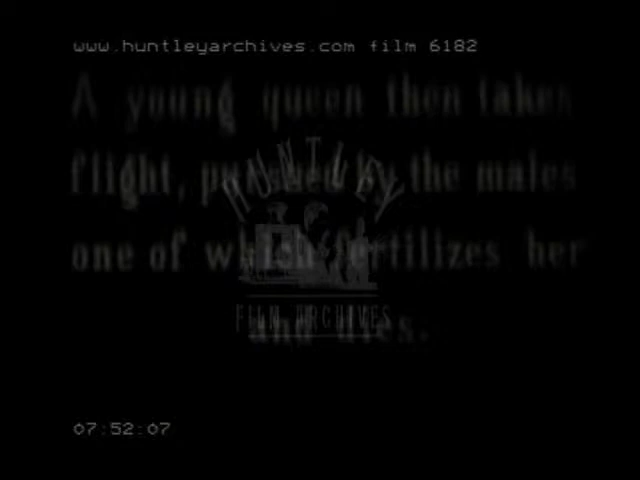 www.huntleyarchives.com film 6182
A young queen then takes
flight, pursued by the males
HUNTLEY
one of which fertilizes her
FILM ARCHIVES
and dies.
07:52:07